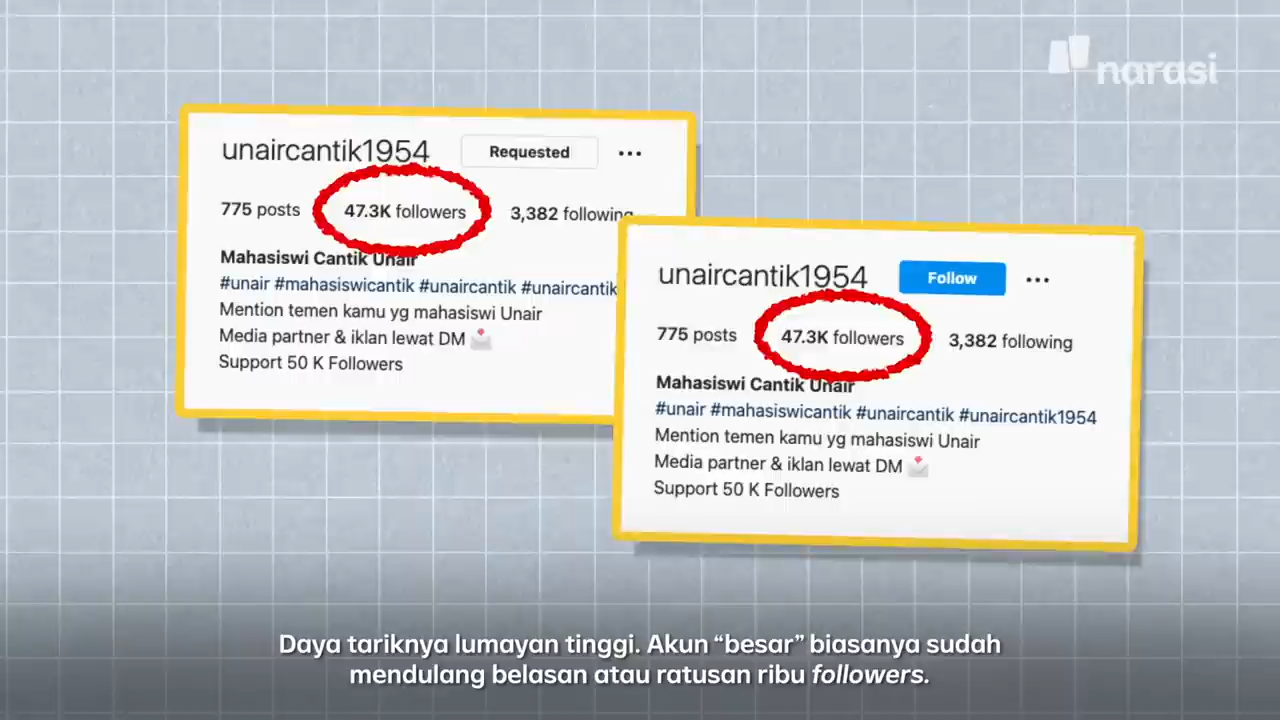 narasi
unaircantik1954 Requested ...
775 posts 47.3K followers 3,382 following
Mahasiswi Cantik Unair
#unair #mahasiswicantik #unaircantik #unaircantik
Mention temen kamu yg mahasiswi Unair
Media partner & iklan lewat DM 💌
Support 50 K Followers
unaircantik1954 Follow ...
775 posts 47.3K followers 3,382 following
Mahasiswi Cantik Unair
#unair #mahasiswicantik #unaircantik #unaircantik1954
Mention temen kamu yg mahasiswi Unair
Media partner & iklan lewat DM 💌
Support 50 K Followers
Daya tariknya lumayan tinggi. Akun “besar” biasanya sudah
mendulang belasan atau ratusan ribu followers.